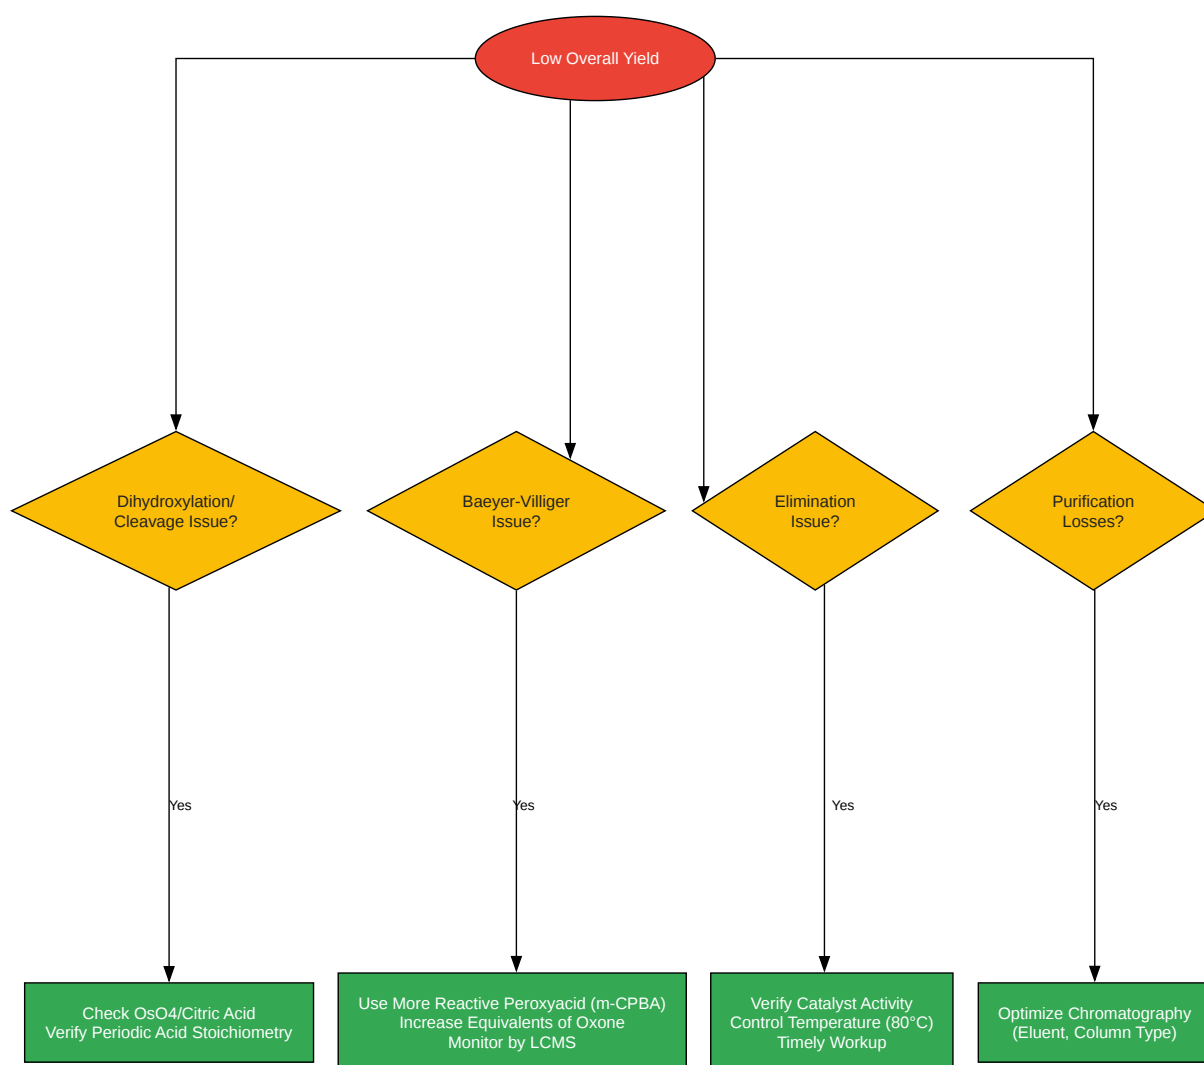 Low Overall Yield
Dihydroxylation/
Cleavage Issue?
Baeyer-Villiger
Issue?
Elimination
Issue?
Purification
Losses?
Yes
Yes
Yes
Yes
Check OsO4/Citric Acid
Verify Periodic Acid Stoichiometry
Use More Reactive Peroxyacid (m-CPBA)
Increase Equivalents of Oxone
Monitor by LCMS
Verify Catalyst Activity
Control Temperature (80°C)
Timely Workup
Optimize Chromatography
(Eluent, Column Type)